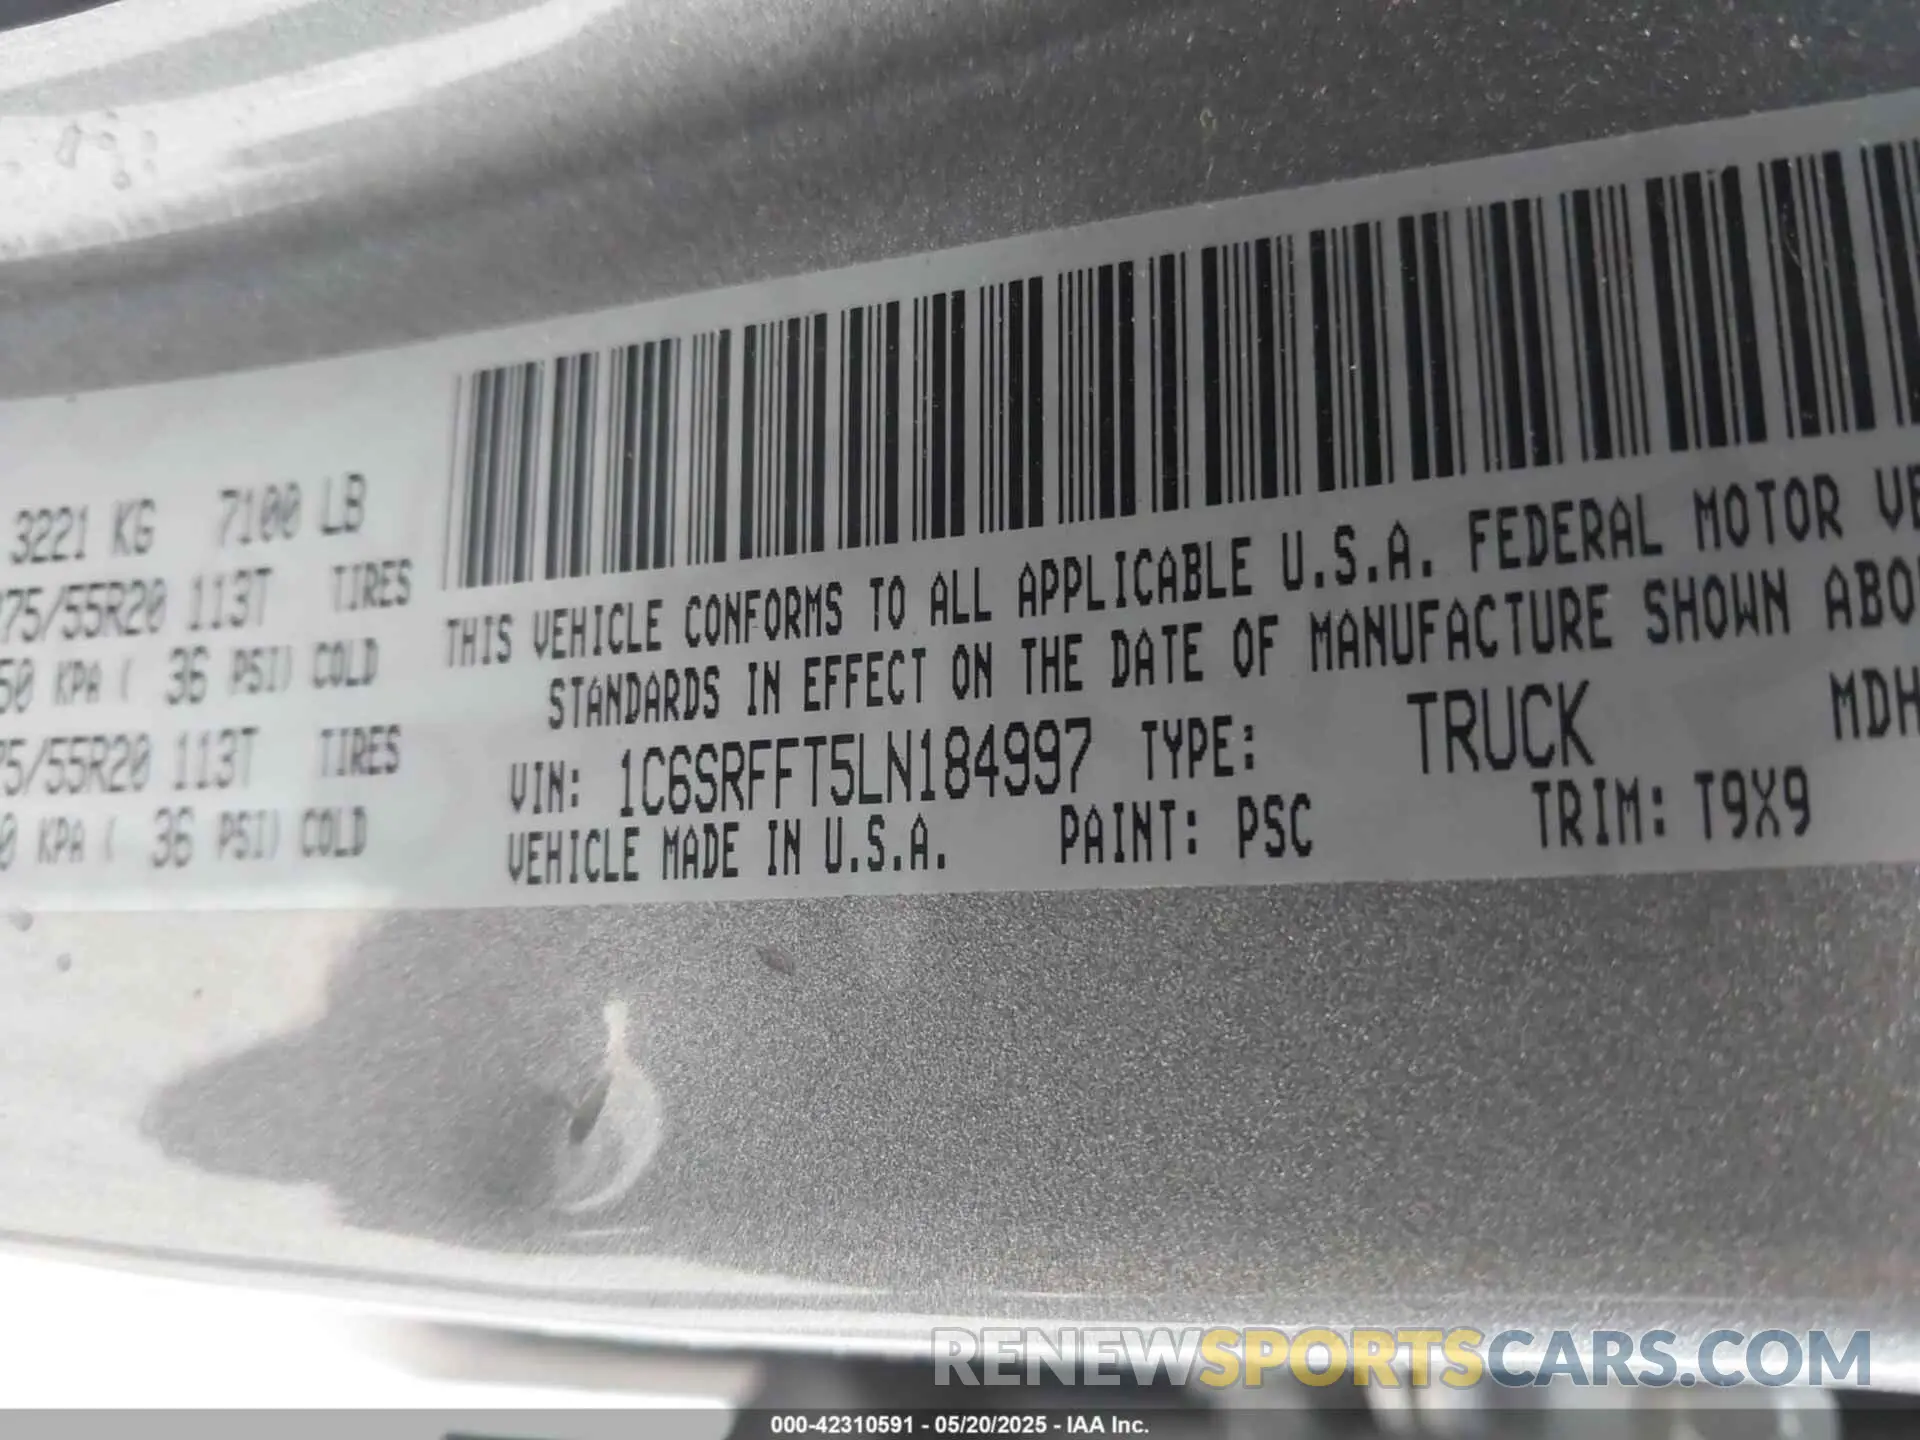 3221 KG 7100 LB
275/55R20 113T TIRES
50 KPA ( 36 PSI) COLD
75/55R20 113T TIRES
0 KPA ( 36 PSI) COLD
THIS VEHICLE CONFORMS TO ALL APPLICABLE U.S.A. FEDERAL MOTOR VE
STANDARDS IN EFFECT ON THE DATE OF MANUFACTURE SHOWN ABO
VIN: 1C6SRFFT5LN184997 TYPE: TRUCK MDH
VEHICLE MADE IN U.S.A. PAINT: PSC TRIM: T9X9
RENEWSPORTSCARS.COM
000-42310591 - 05/20/2025 - IAA Inc.